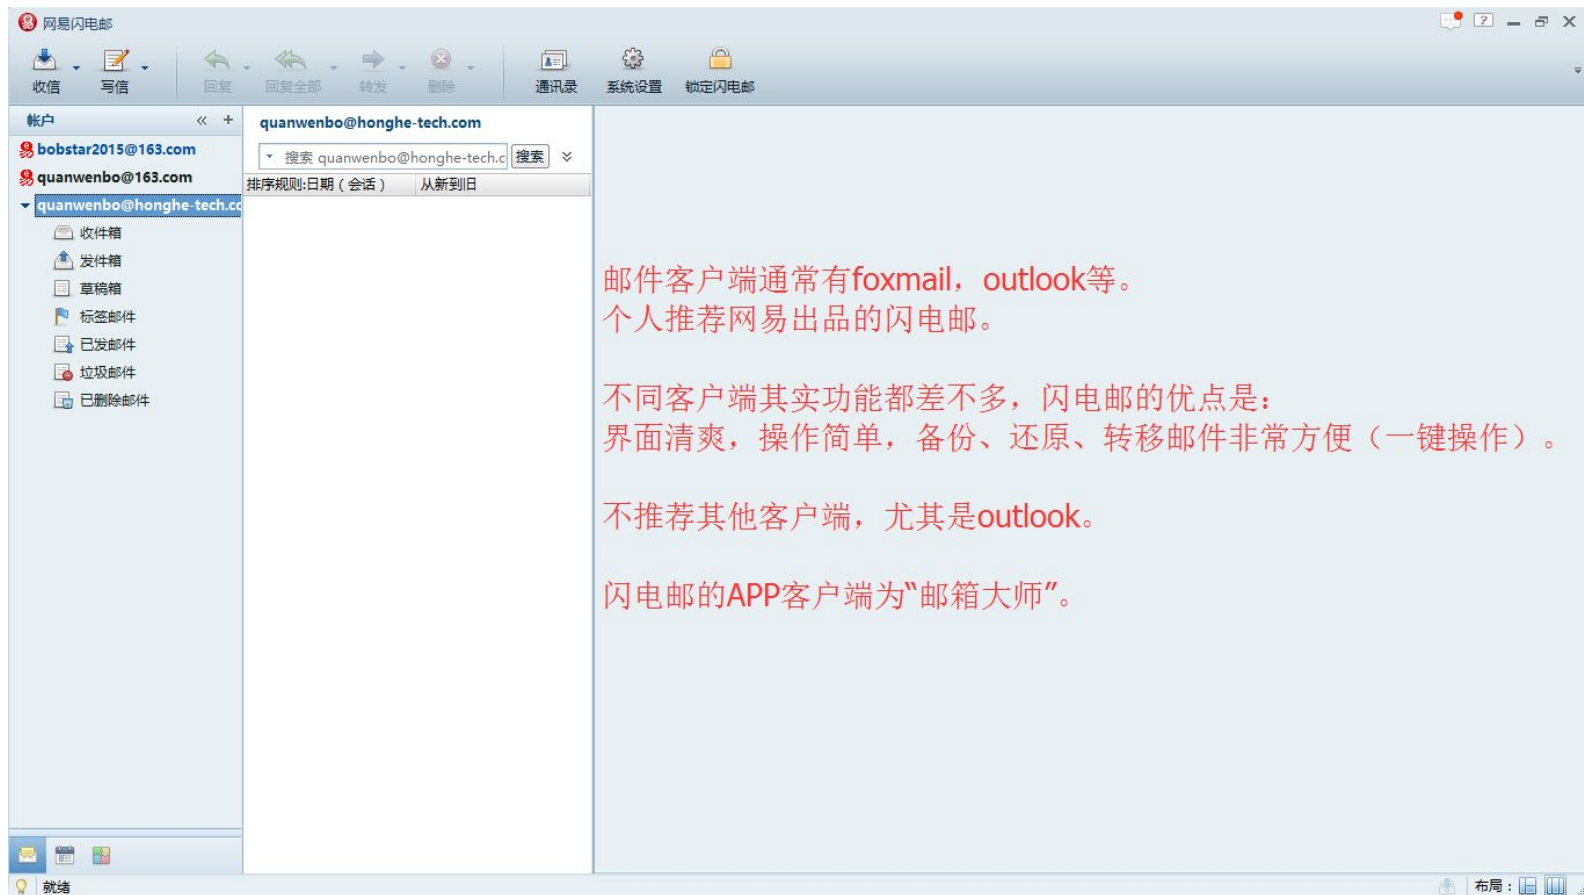 网易闪电邮
收信
写信
回复
回复全部
转发
删除
通讯录
系统设置
锁定闪电邮
帐户
bobstar2015@163.com
quanwenbo@163.com
quanwenbo@honghe-tech.co
收件箱
发件箱
草稿箱
标签邮件
已发邮件
垃圾邮件
已删除邮件
quanwenbo@honghe-tech.com
搜索 quanwenbo@honghe-tech.c 搜索
排序规则:日期（会话） 从新到旧
邮件客户端通常有foxmail，outlook等。
个人推荐网易出品的闪电邮。
不同客户端其实功能都差不多，闪电邮的优点是：
界面清爽，操作简单，备份、还原、转移邮件非常方便（一键操作）。
不推荐其他客户端，尤其是outlook。
闪电邮的APP客户端为“邮箱大师”。
就绪
布局：